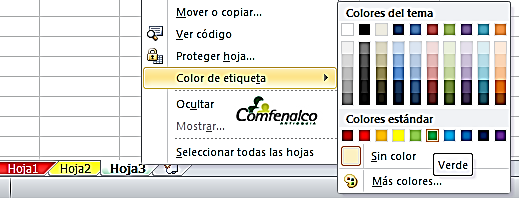 Mover o copiar...
Ver código
Proteger hoja...
Color de etiqueta
Ocultar
Mostrar...
Seleccionar todas las hojas
Comfenalco
ANTIOQUIA
Colores del tema
Colores estándar
Sin color
Más colores...
Verde
Hoja1
Hoja2
Hoja3